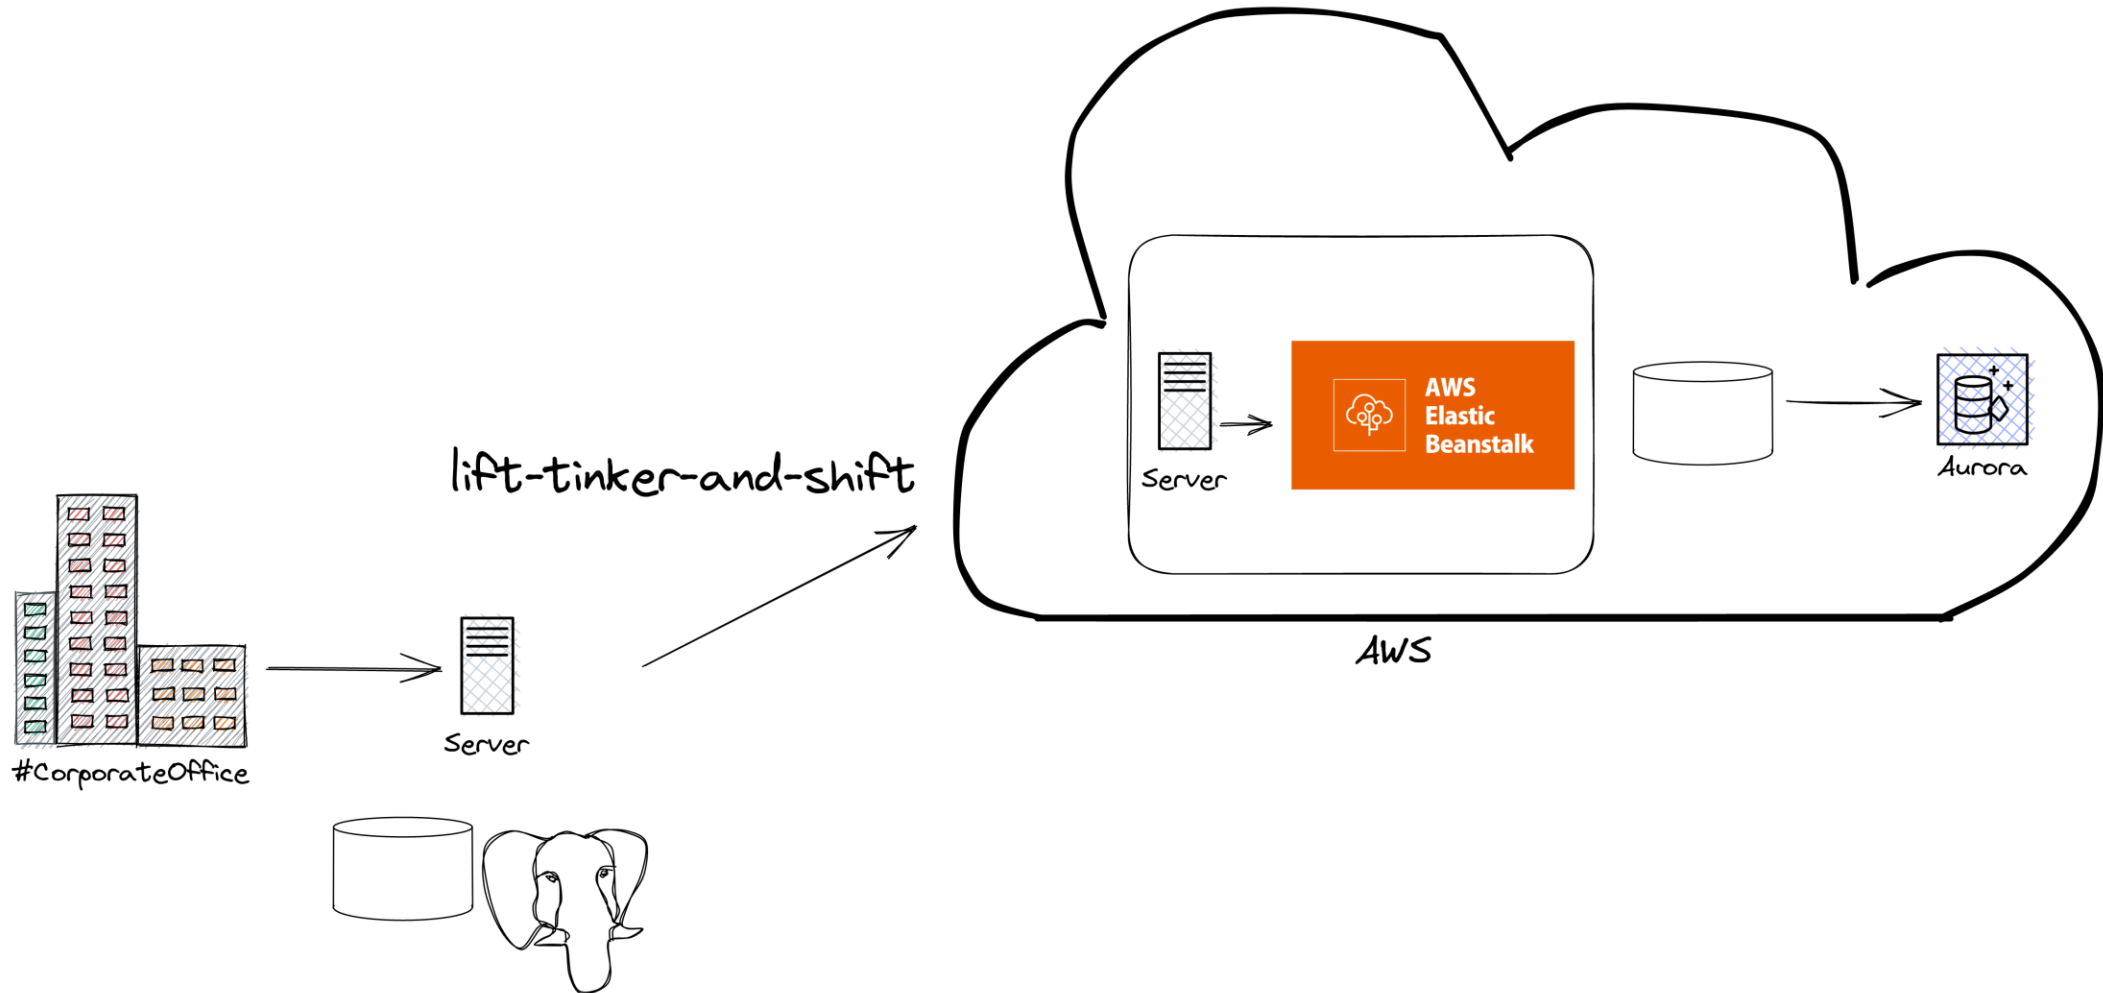 AWS
Elastic
Beanstalk
Server
Aurora
lift-tinker-and-shift
AWS
Server
#CorporateOffice